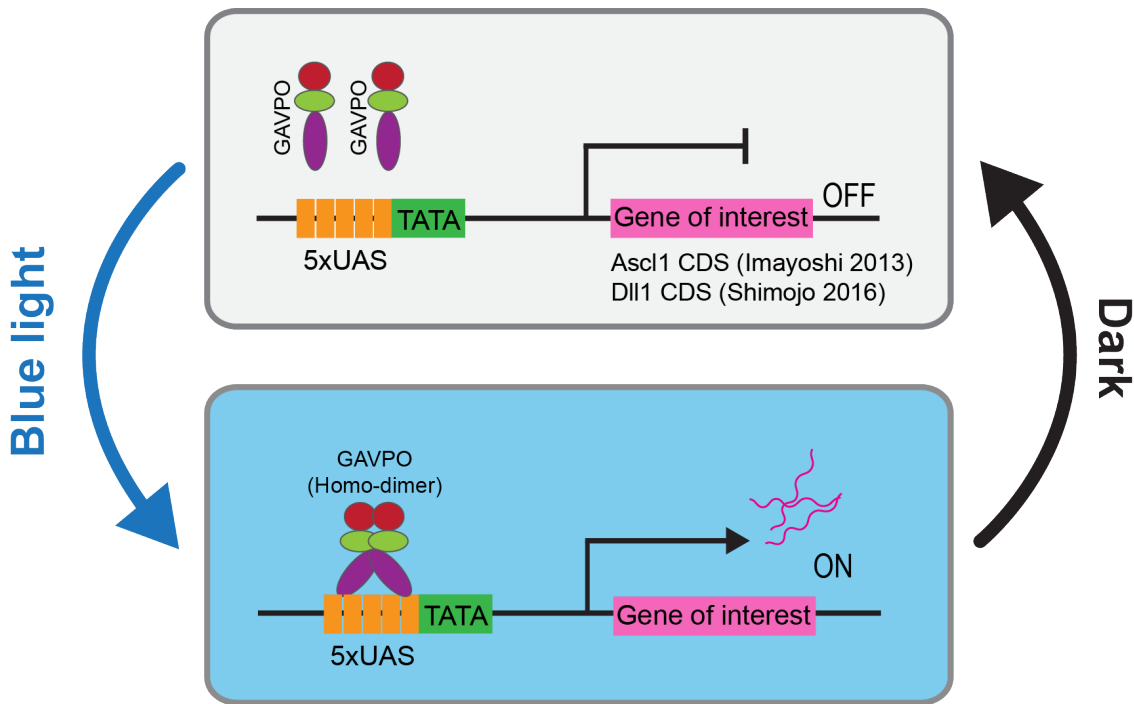 GAVPO
GAVPO
OFF
TATA
Gene of interest
5xUAS
Ascl1 CDS (Imayoshi 2013)
Dll1 CDS (Shimojo 2016)
Blue light
Dark
GAVPO
(Homo-dimer)
ON
TATA
Gene of interest
5xUAS